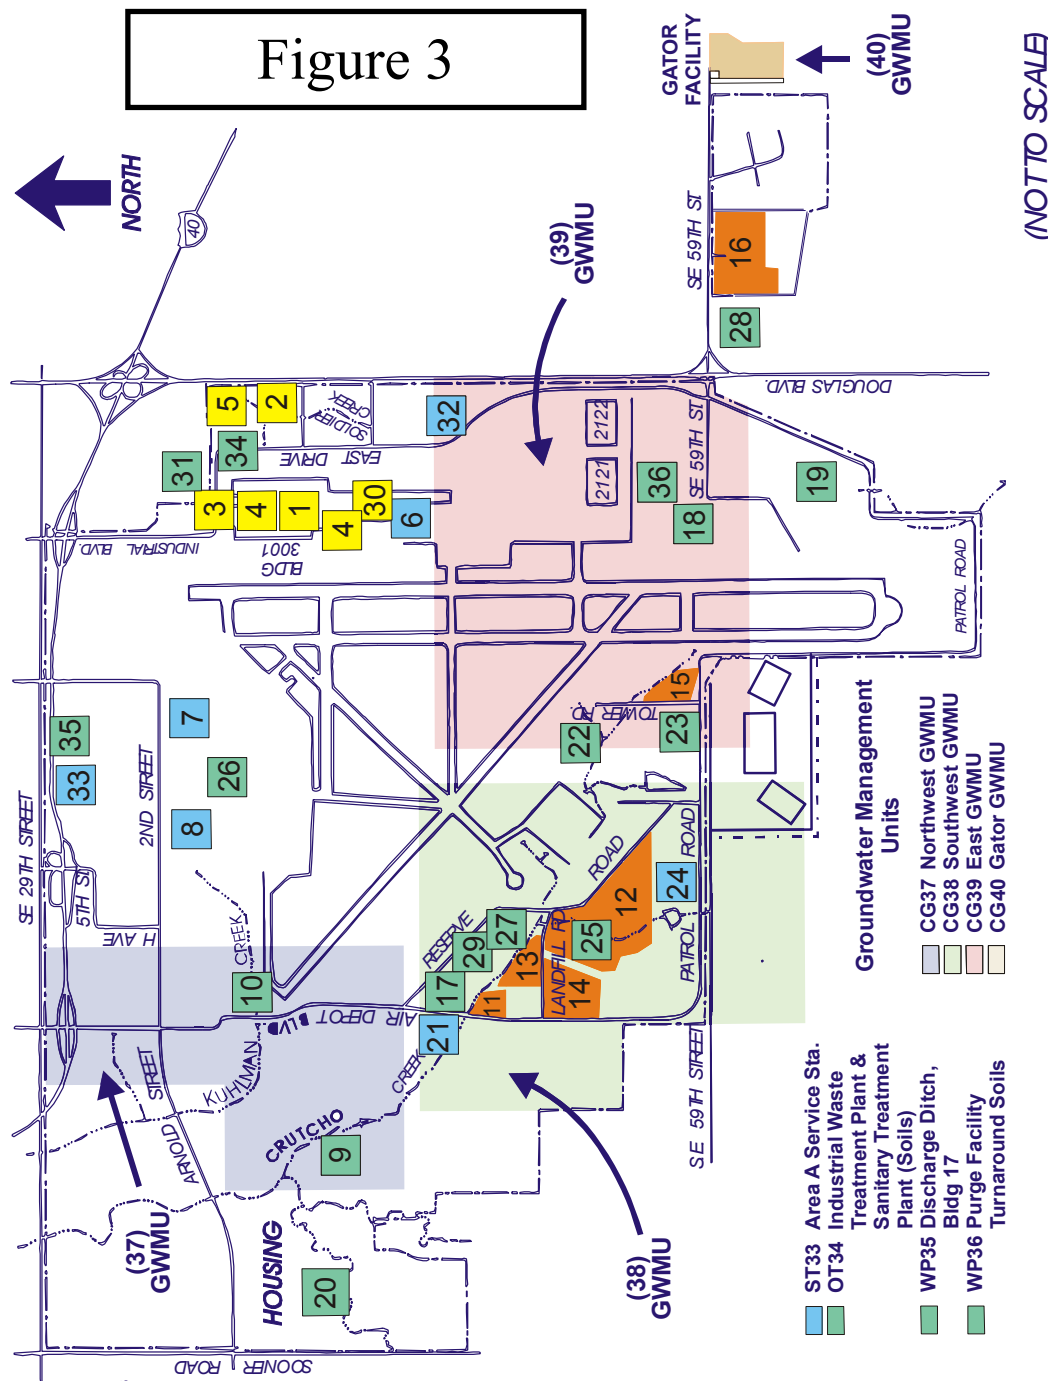 Figure 3
NORTH
40
GATOR
FACILITY
(40)
GWMU
(NOT TO SCALE)
SE 59TH ST
16
28
(39)
GWMU
DOUGLAS BLVD.
5
2
SOLDIER
CREEK
32
EAST DRIVE
31
34
3
4
1
4
30
6
INDUSTRIAL BLVD.
BLDG
3001
2122
2121
36
SE 59TH ST
18
19
PATROL ROAD
SE 29TH STREET
35
33
2ND STREET
7
26
8
5TH ST
H AVE
CREEK
10
TOWER RD.
15
22
23
ROAD
RESERVE
27
29
17
13
11
LANDFILL RD
14
25
12
24
PATROL ROAD
AIR DEPOT
BLVD
21
CREEK
STREET
ARNOLD
KUHLMAN
CRUTCHO
9
(37)
GWMU
HOUSING
20
SOONER
ROAD
(38)
GWMU
SE 59TH STREET
Groundwater Management
Units
CG37 Northwest GWMU
CG38 Southwest GWMU
CG39 East GWMU
CG40 Gator GWMU
ST33 Area A Service Sta.
OT34 Industrial Waste
Treatment Plant &
Sanitary Treatment
Plant (Soils)
WP35 Discharge Ditch,
Bldg 17
WP36 Purge Facility
Turnaround Soils